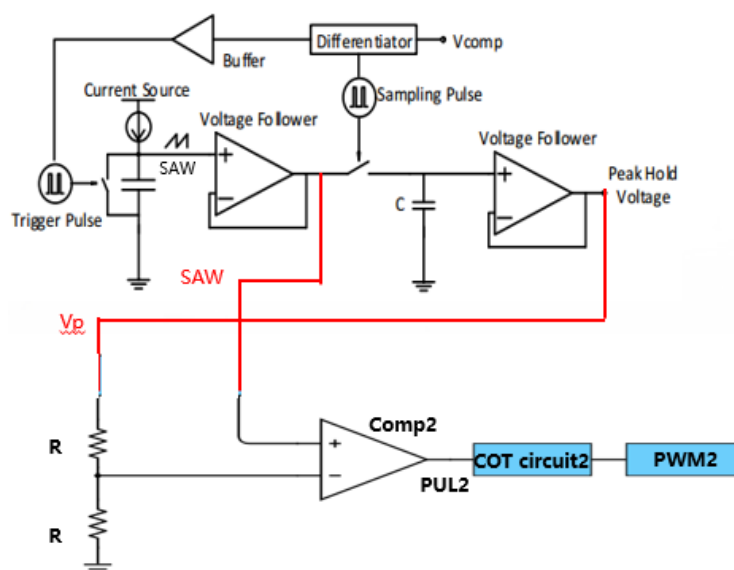 Differentiator
Vcomp
Buffer
Current Source
Sampling Pulse
Voltage Follower
Voltage Follower
SAW
Peak Hold
Voltage
Trigger Pulse
C
SAW
Vp
R
Comp2
+
−
PUL2
COT circuit2
PWM2
R